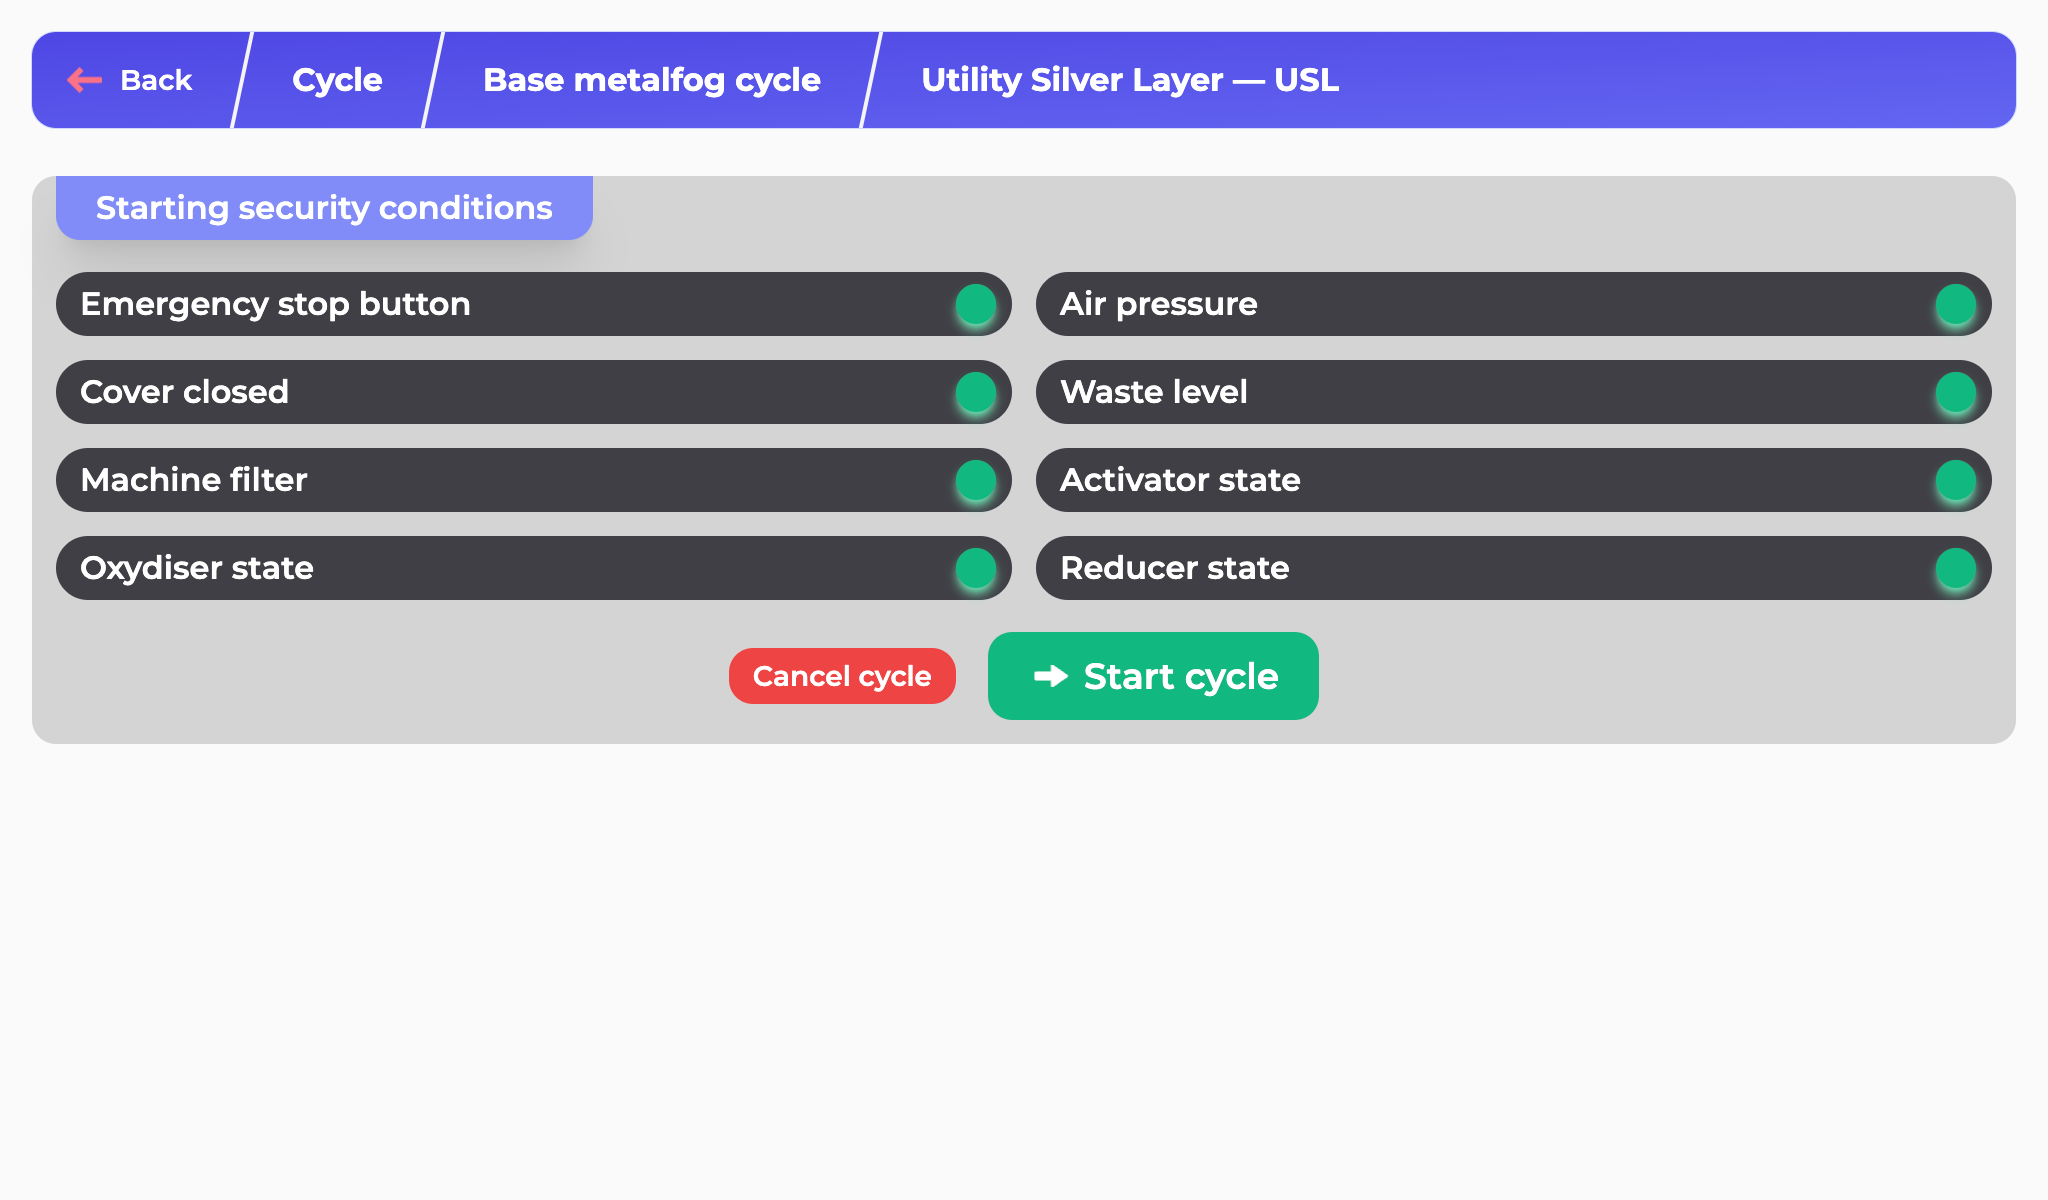 Back
Cycle
Base metalfog cycle
Utility Silver Layer — USL
Starting security conditions
Emergency stop button
Air pressure
Cover closed
Waste level
Machine filter
Activator state
Oxydiser state
Reducer state
Cancel cycle
Start cycle